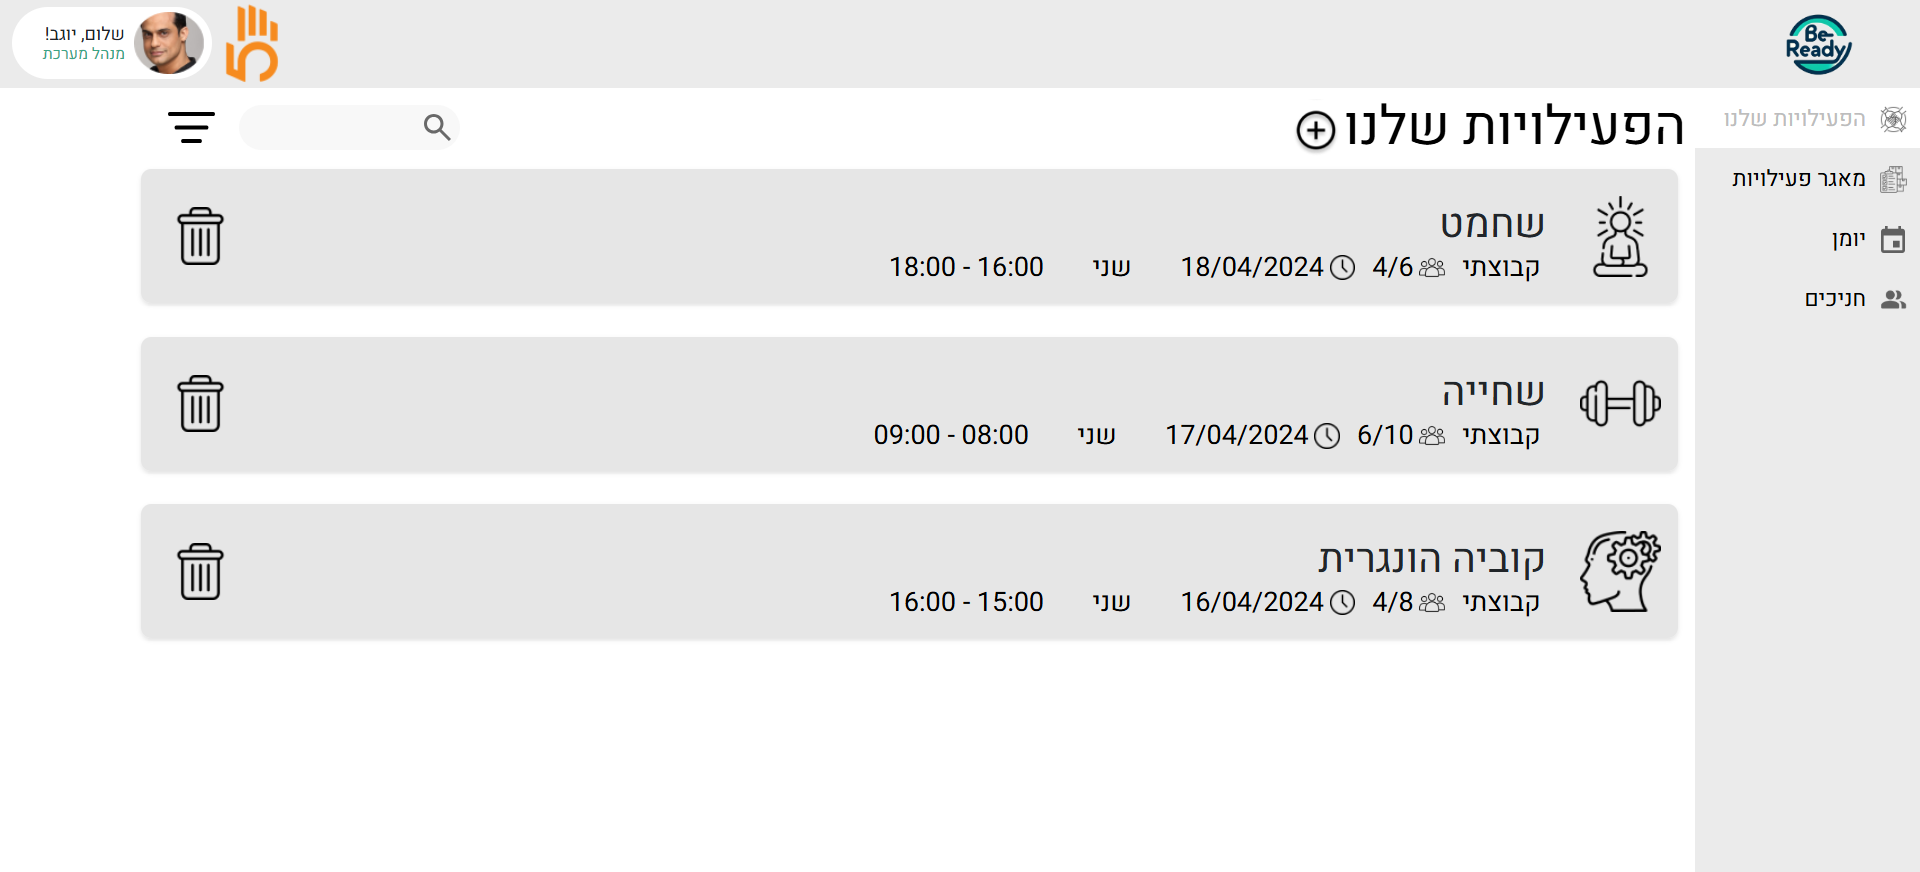 Be-
Ready
שלום, יוגב!
מנהל מערכת
הפעילויות שלנו
מאגר פעילויות
יומן
חניכים
הפעילויות שלנו
שחמט
קבוצתי 4/6 18/04/2024 שני 16:00 - 18:00
שחייה
קבוצתי 6/10 17/04/2024 שני 08:00 - 09:00
קוביה הונגרית
קבוצתי 4/8 16/04/2024 שני 15:00 - 16:00